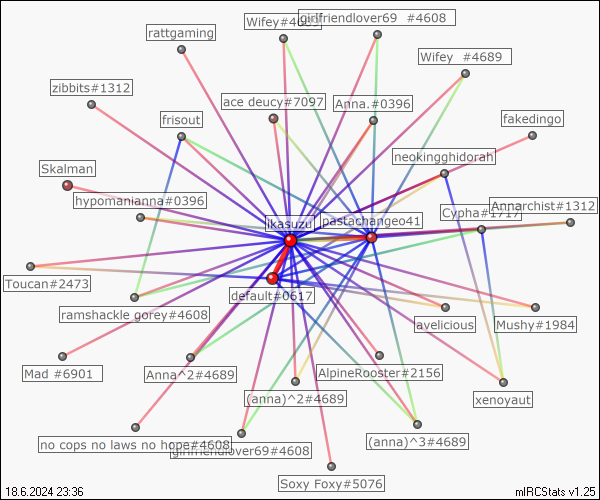 Wifey#4689
girlfriendlover69 #4608
rattgaming
Wifey #4689
zibbits#1312
ace deucy#7097
Anna.#0396
frisout
fakedingo
neokingghidorah
Skalman
hypomanianna#0396
Annarchist#1312
Cypha#1717
ikasuzu
pastachangeo41
Toucan#2473
default#0617
ramshackle gorey#4608
avelicious
Mushy#1984
Mad #6901
Anna^2#4689
AlpineRooster#2156
(anna)^2#4689
xenoyaut
no cops no laws no hope#4608
girlfriendlover69#4608
(anna)^3#4689
Soxy Foxy#5076
18.6.2024 23:36
mIRCStats v1.25